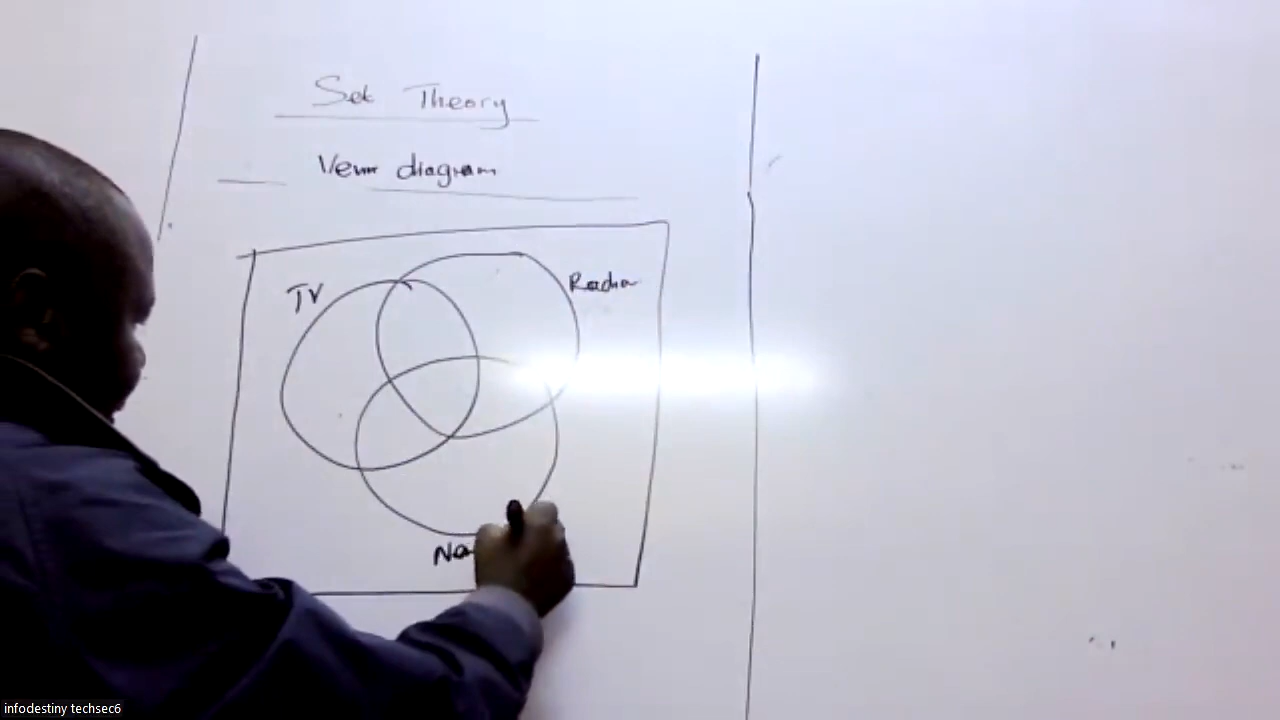 Set Theory
Venn diagram
TV
Radio
infodestiny techsec6